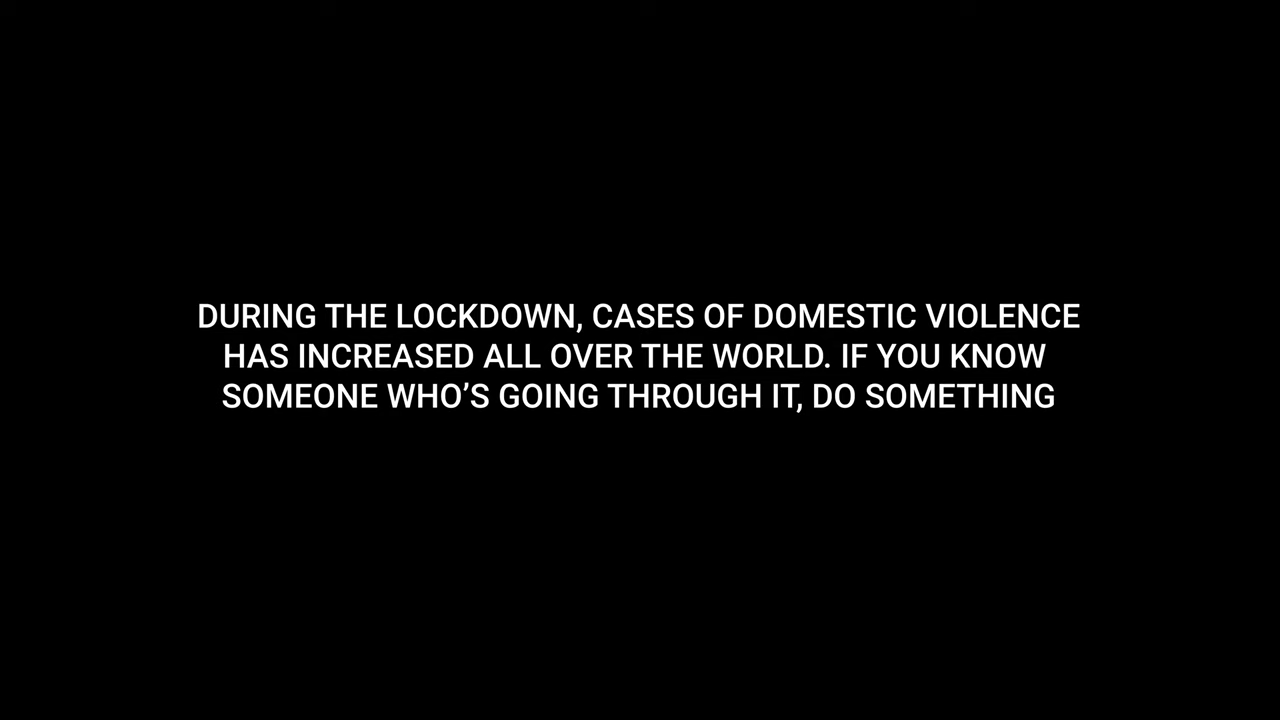 DURING THE LOCKDOWN, CASES OF DOMESTIC VIOLENCE
HAS INCREASED ALL OVER THE WORLD. IF YOU KNOW
SOMEONE WHO’S GOING THROUGH IT, DO SOMETHING